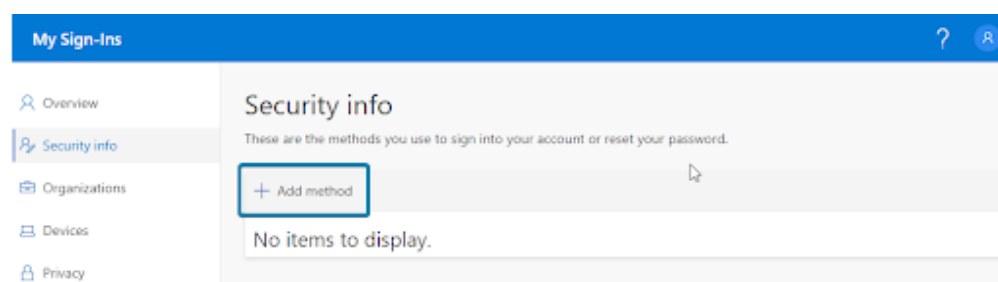 My Sign-Ins
?
R
Overview
Security info
Organizations
Devices
Privacy
Security info
These are the methods you use to sign into your account or reset your password.
+ Add method
No items to display.